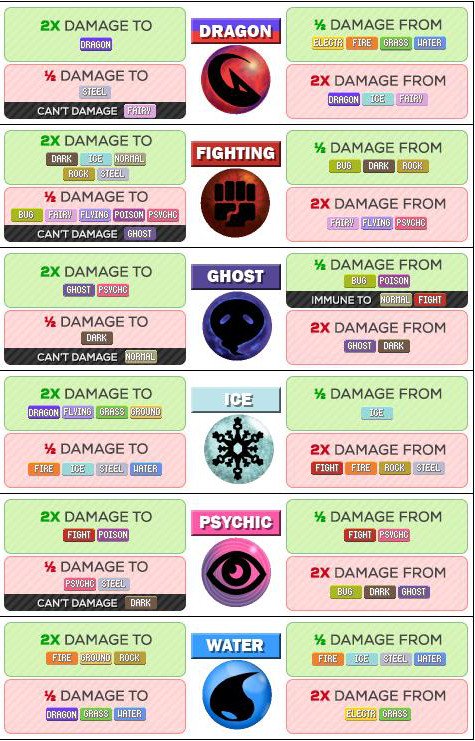 2X DAMAGE TO
DRAGON
½ DAMAGE TO
STEEL
CAN'T DAMAGE FAIRY
DRAGON
½ DAMAGE FROM
ELECTR FIRE GRASS WATER
2X DAMAGE FROM
DRAGON ICE FAIRY
2X DAMAGE TO
DARK ICE NORMAL
ROCK STEEL
½ DAMAGE TO
BUG FAIRY FLYING POISON PSYCHC
CAN'T DAMAGE GHOST
FIGHTING
½ DAMAGE FROM
BUG DARK ROCK
2X DAMAGE FROM
FAIRY FLYING PSYCHC
2X DAMAGE TO
GHOST PSYCHC
½ DAMAGE TO
DARK
CAN'T DAMAGE NORMAL
GHOST
½ DAMAGE FROM
BUG POISON
IMMUNE TO NORMAL FIGHT
2X DAMAGE FROM
GHOST DARK
2X DAMAGE TO
DRAGON FLYING GRASS GROUND
½ DAMAGE TO
FIRE ICE STEEL WATER
ICE
½ DAMAGE FROM
ICE
2X DAMAGE FROM
FIGHT FIRE ROCK STEEL
2X DAMAGE TO
FIGHT POISON
½ DAMAGE TO
PSYCHC STEEL
CAN'T DAMAGE DARK
PSYCHIC
½ DAMAGE FROM
FIGHT PSYCHC
2X DAMAGE FROM
BUG DARK GHOST
2X DAMAGE TO
FIRE GROUND ROCK
½ DAMAGE TO
DRAGON GRASS WATER
WATER
½ DAMAGE FROM
FIRE ICE STEEL WATER
2X DAMAGE FROM
ELECTR GRASS